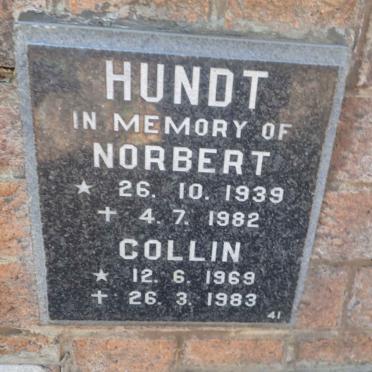 HUNDT
IN MEMORY OF
NORBERT
★ 26. 10. 1939
✝ 4. 7. 1982
COLLIN
★ 12. 6. 1969
✝ 26. 3. 1983
41